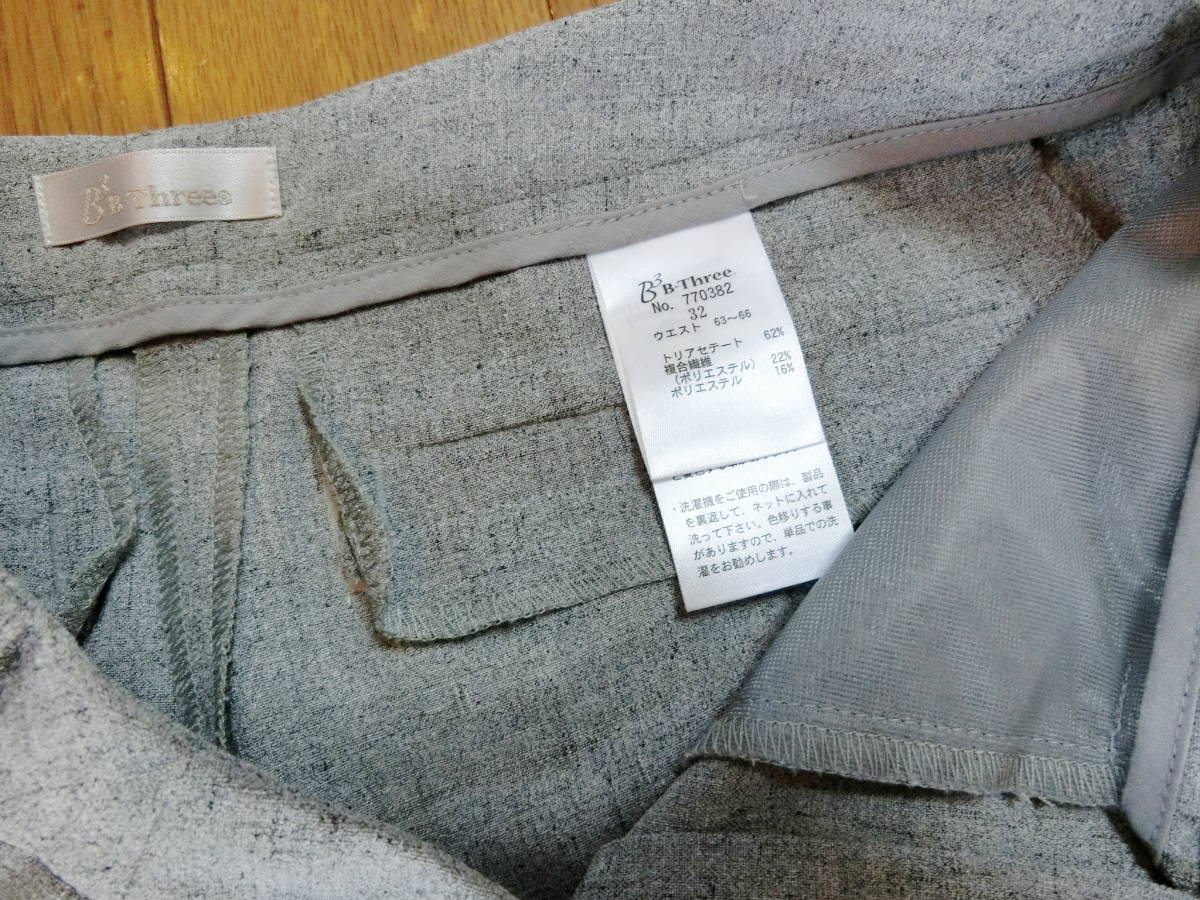 B³ B-Three
B³ B-Three
No. 770382
32
ウエスト 63～66
トリアセテート 62%
複合繊維
(ポリエステル) 22%
ポリエステル 16%
・洗濯機をご使用の際は、製品
を裏返して、ネットに入れて
洗って下さい。色移りする事
がありますので、単品での洗
濯をお勧めします。